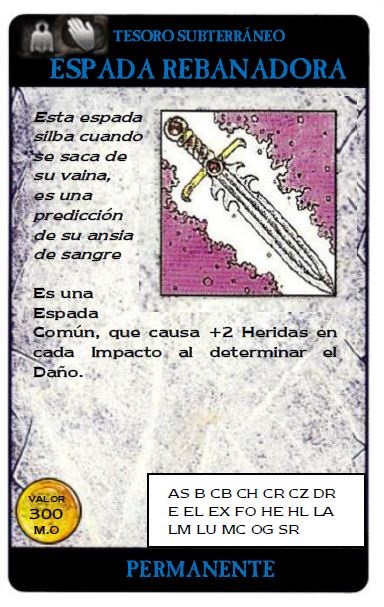 TESORO SUBTERRÁNEO
ESPADA REBANADORA
Esta espada
silba cuando
se saca de
su vaina,
es una
predicción
de su ansia
de sangre
Es una
Espada
Común, que causa +2 Heridas en
cada Impacto al determinar el
Daño.
VALOR
300
M.O
AS B CB CH CR CZ DR
E EL EX FO HE HL LA
LM LU MC OG SR
PERMANENTE